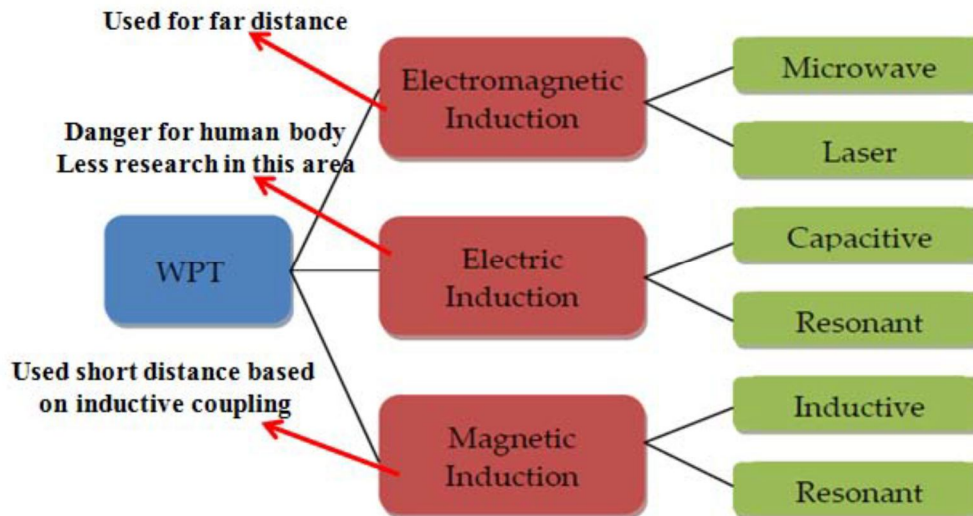 Used for far distance
Electromagnetic
Induction
Microwave
Laser
Danger for human body
Less research in this area
WPT
Electric
Induction
Capacitive
Resonant
Used short distance based
on inductive coupling
Magnetic
Induction
Inductive
Resonant